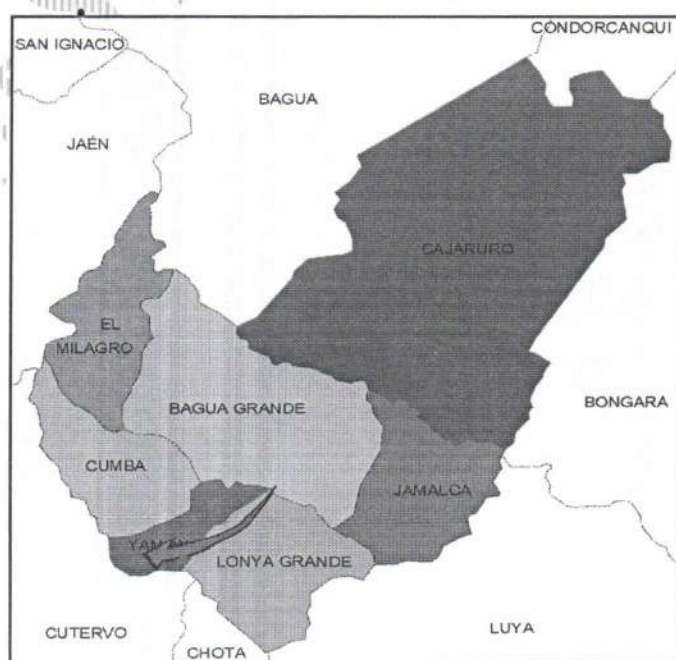 CONDORCANQUI
SAN IGNACIO
BAGUA
JAÉN
CAJARURO
EL
MILAGRO
BONGARA
BAGUA GRANDE
CUMBA
JAMALCA
LONYA GRANDE
CUTERVO
LUYA
CHOTA